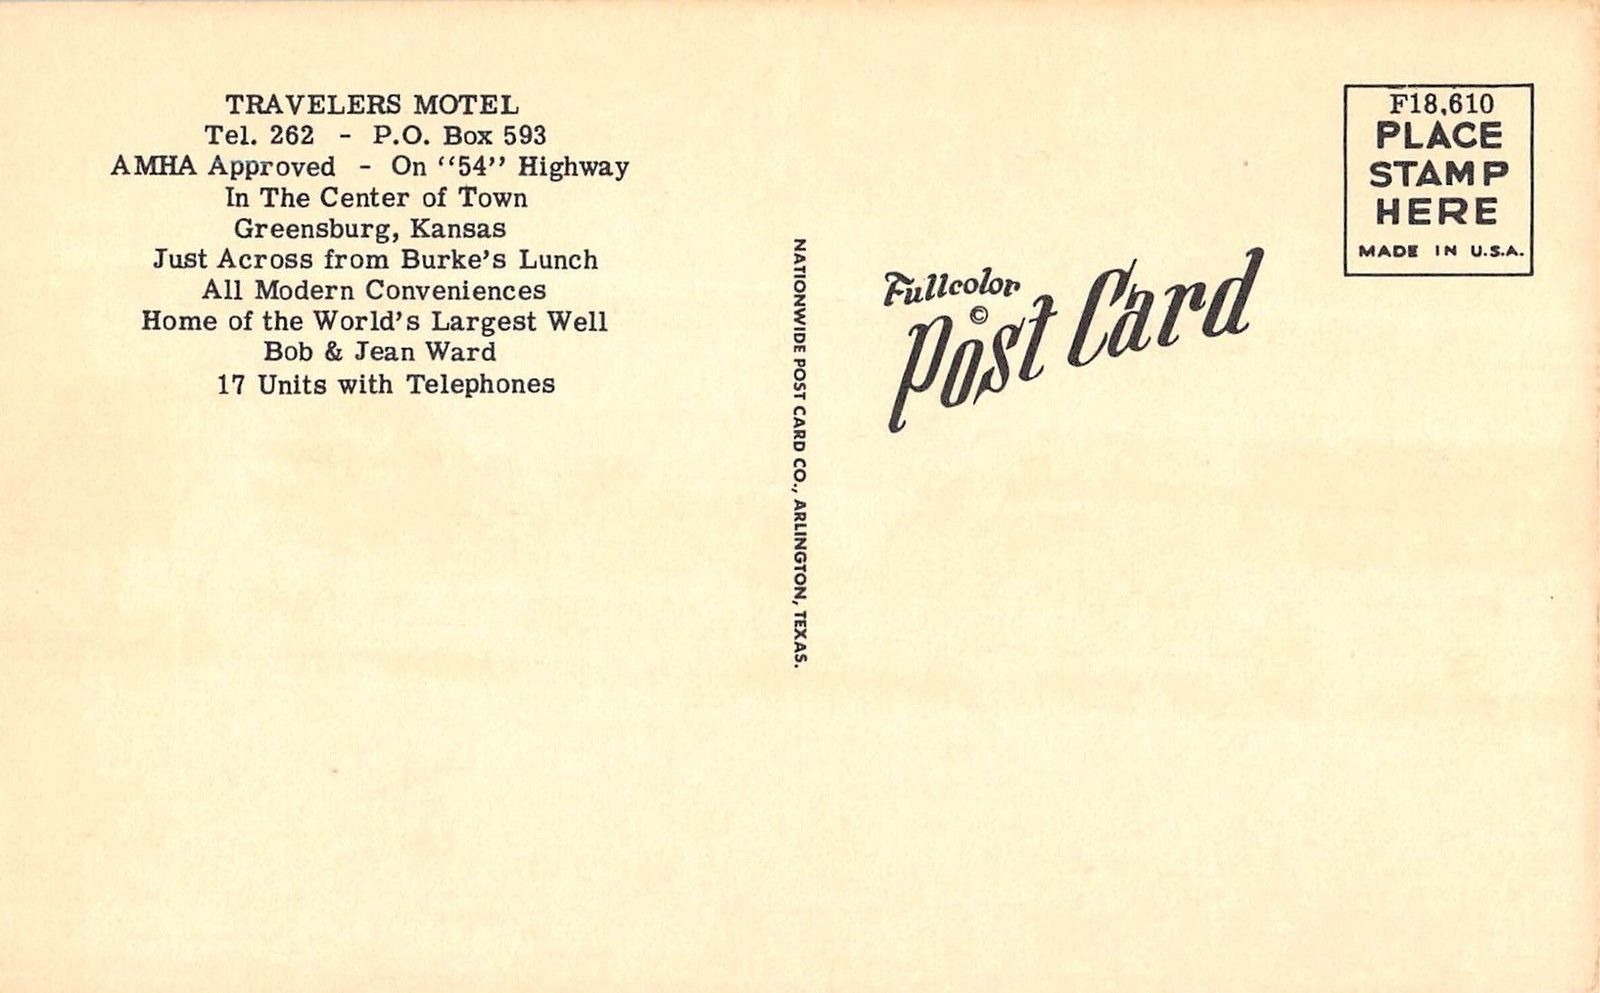 TRAVELERS MOTEL
Tel. 262 - P.O. Box 593
AMHA Approved - On "54" Highway
In The Center of Town
Greensburg, Kansas
Just Across from Burke's Lunch
All Modern Conveniences
Home of the World's Largest Well
Bob & Jean Ward
17 Units with Telephones
NATIONWIDE POST CARD CO., ARLINGTON, TEXAS.
Fullcolor
©
Post Card
F18,610
PLACE
STAMP
HERE
MADE IN U.S.A.